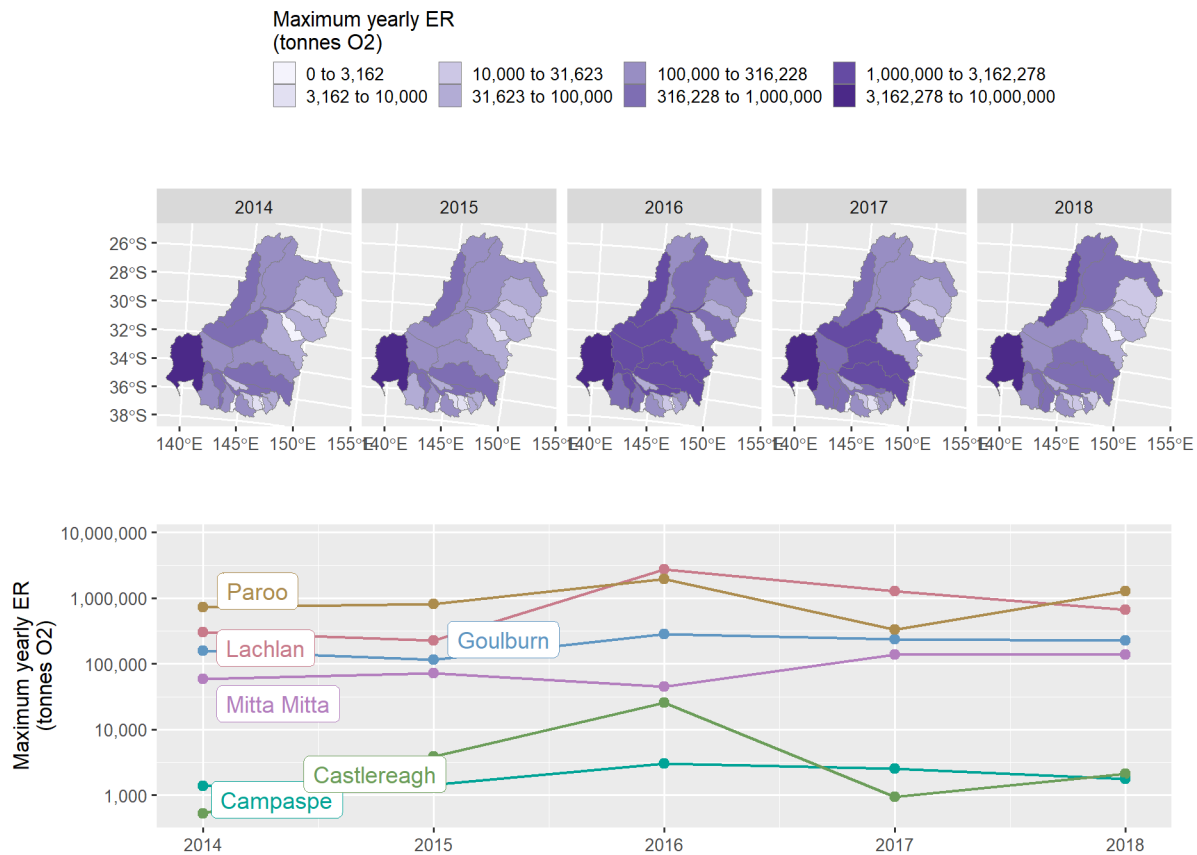 Maximum yearly ER
(tonnes O2)
0 to 3,162
10,000 to 31,623
100,000 to 316,228
1,000,000 to 3,162,278
3,162 to 10,000
31,623 to 100,000
316,228 to 1,000,000
3,162,278 to 10,000,000
2014
2015
2016
2017
2018
26°S
28°S
30°S
32°S
34°S
36°S
38°S
140°E 145°E 150°E 155°E
140°E 145°E 150°E 155°E
140°E 145°E 150°E 155°E
140°E 145°E 150°E 155°E
140°E 145°E 150°E 155°E
Maximum yearly ER
(tonnes O2)
10,000,000
1,000,000
100,000
10,000
1,000
Paroo
Lachlan
Goulburn
Mitta Mitta
Castlereagh
Campaspe
2014
2015
2016
2017
2018